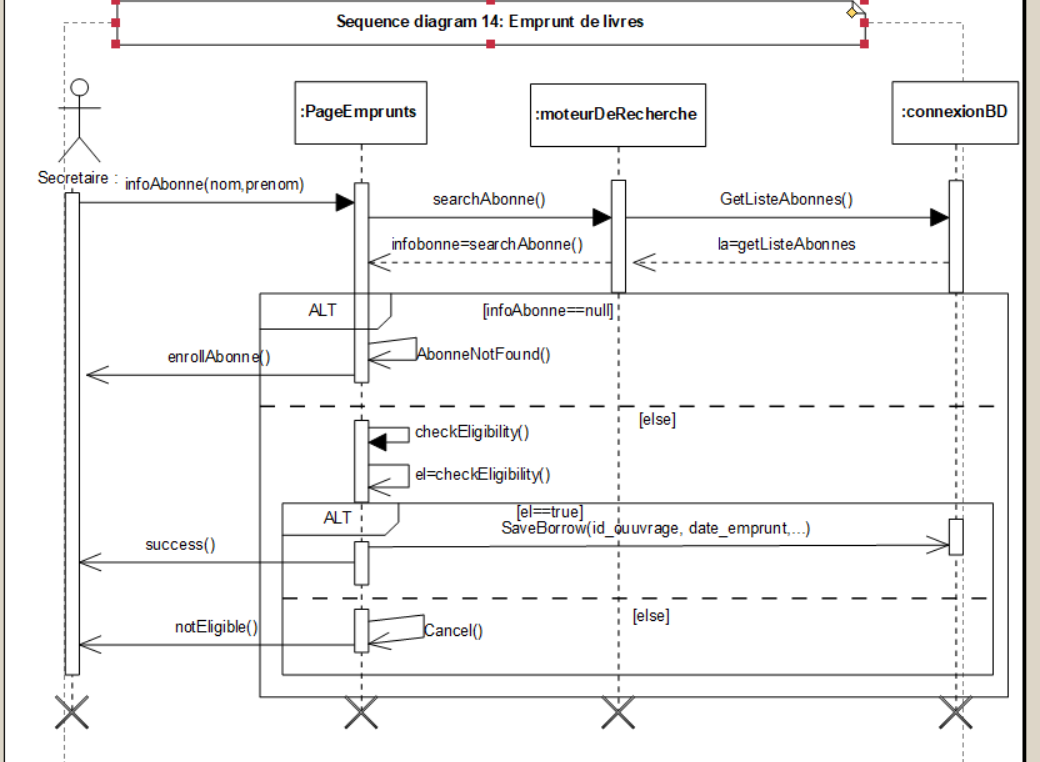 Sequence diagram 14: Emprunt de livres
:PageEmprunts
:moteurDeRecherche
:connexionBD
Secretaire :
infoAbonne(nom,prenom)
searchAbonne()
GetListeAbonnes()
infobonne=searchAbonne()
la=getListeAbonnes
ALT
[infoAbonne==null]
AbonneNotFound()
enrollAbonne()
[else]
checkEligibility()
el=checkEligibility()
ALT
[el==true]
SaveBorrow(id_ouuvrage, date_emprunt,...)
success()
[else]
notEligible()
Cancel()